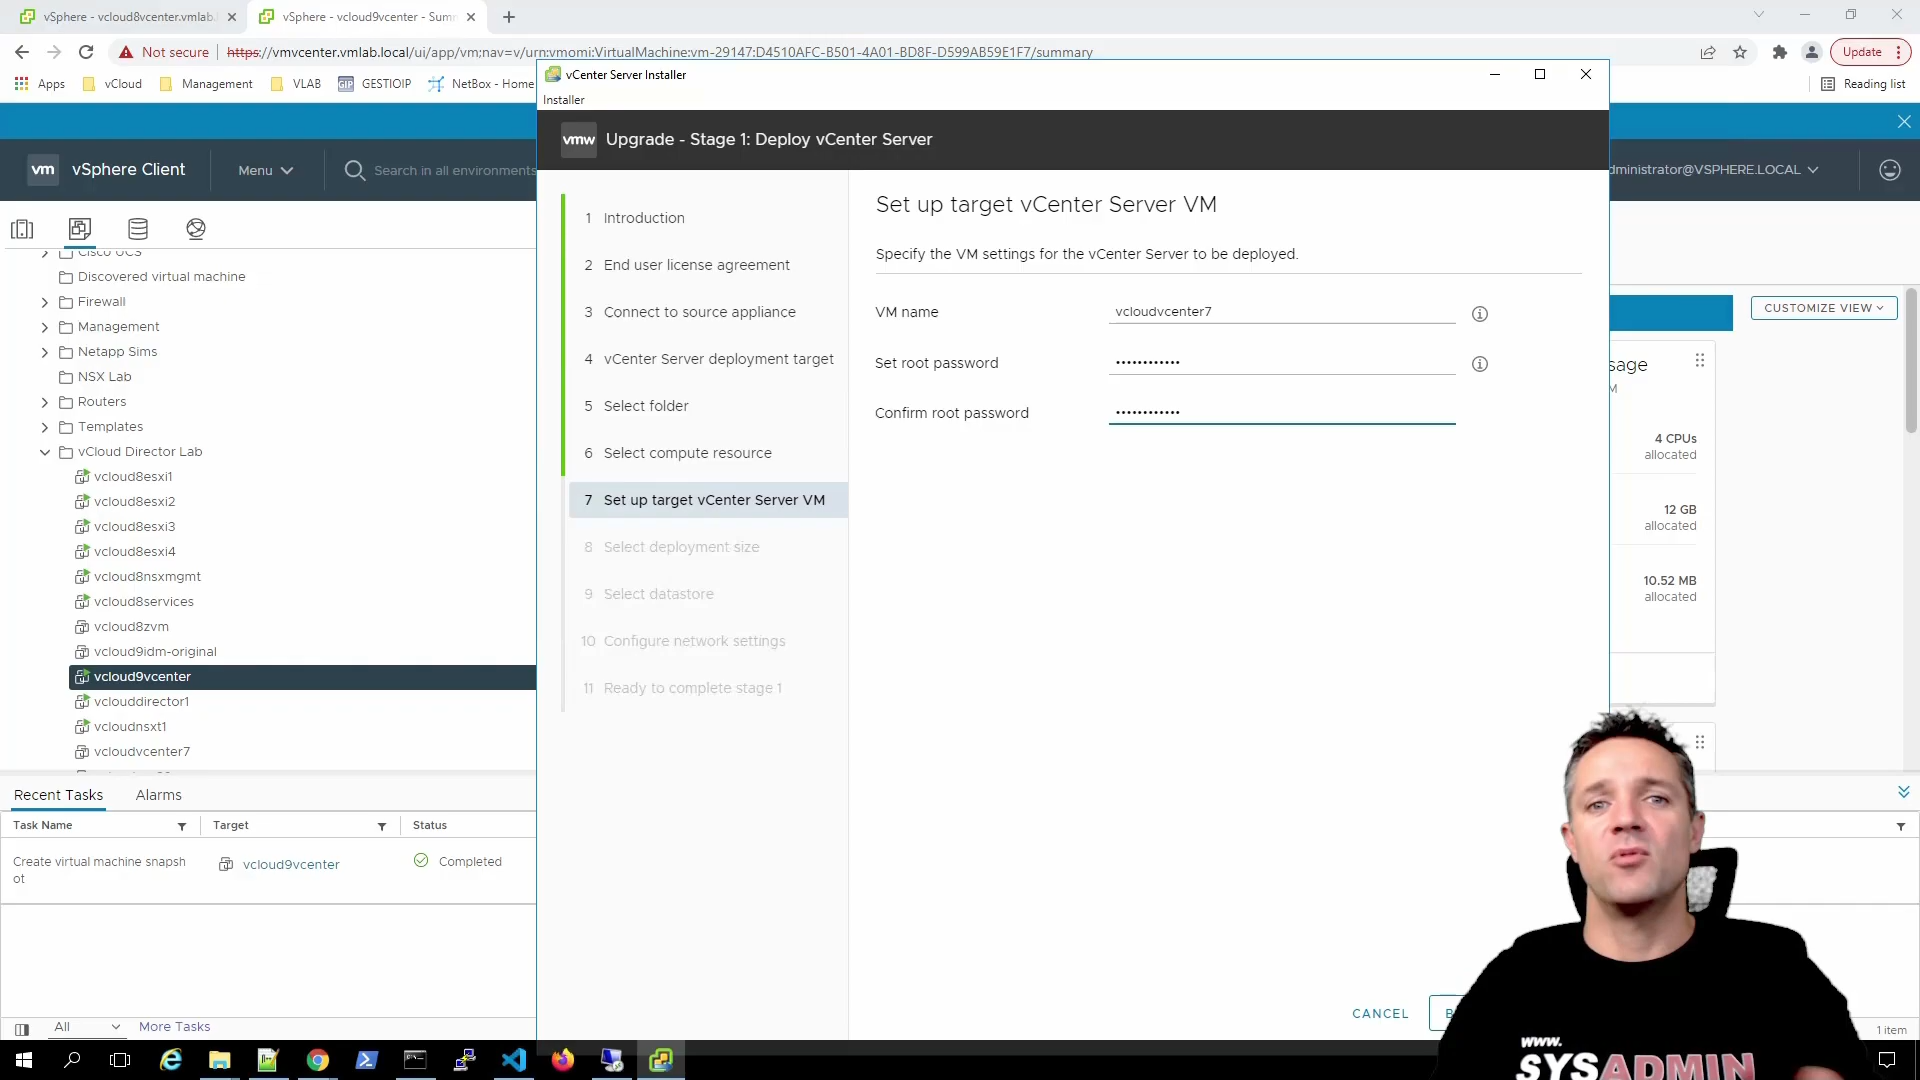 vSphere - vcloud8vcenter.vmlab.
vSphere - vcloud9vcenter - Sum
Not secure
https://vmvcenter.vmlab.local/ui/app/vm;nav=v/urn:vmomi:VirtualMachine:vm-29147:D4510AFC-B501-4A01-BD8F-D599AB59E1F7/summary
Update
Apps
vCloud
Management
VLAB
GIP
GESTIOIP
NetBox - Home
Reading list
vCenter Server Installer
Installer
vmw
Upgrade - Stage 1: Deploy vCenter Server
vm
vSphere Client
Menu
Search in all environments
dministrator@VSPHERE.LOCAL
Cisco UCS
Discovered virtual machine
Firewall
Management
Netapp Sims
NSX Lab
Routers
Templates
vCloud Director Lab
vcloud8esxi1
vcloud8esxi2
vcloud8esxi3
vcloud8esxi4
vcloud8nsxmgmt
vcloud8services
vcloud8zvm
vcloud9idm-original
vcloud9vcenter
vclouddirector1
vcloudnsxt1
vcloudvcenter7
1 Introduction
2 End user license agreement
3 Connect to source appliance
4 vCenter Server deployment target
5 Select folder
6 Select compute resource
7 Set up target vCenter Server VM
8 Select deployment size
9 Select datastore
10 Configure network settings
11 Ready to complete stage 1
Set up target vCenter Server VM
Specify the VM settings for the vCenter Server to be deployed.
VM name
vcloudvcenter7
Set root password
••••••••••••
Confirm root password
••••••••••••
CANCEL
B
CUSTOMIZE VIEW
sage
M
4 CPUs
allocated
12 GB
allocated
10.52 MB
allocated
Recent Tasks
Alarms
Task Name
Target
Status
Create virtual machine snapsh
ot
vcloud9vcenter
Completed
All
More Tasks
1 item
www.
SYSADMIN